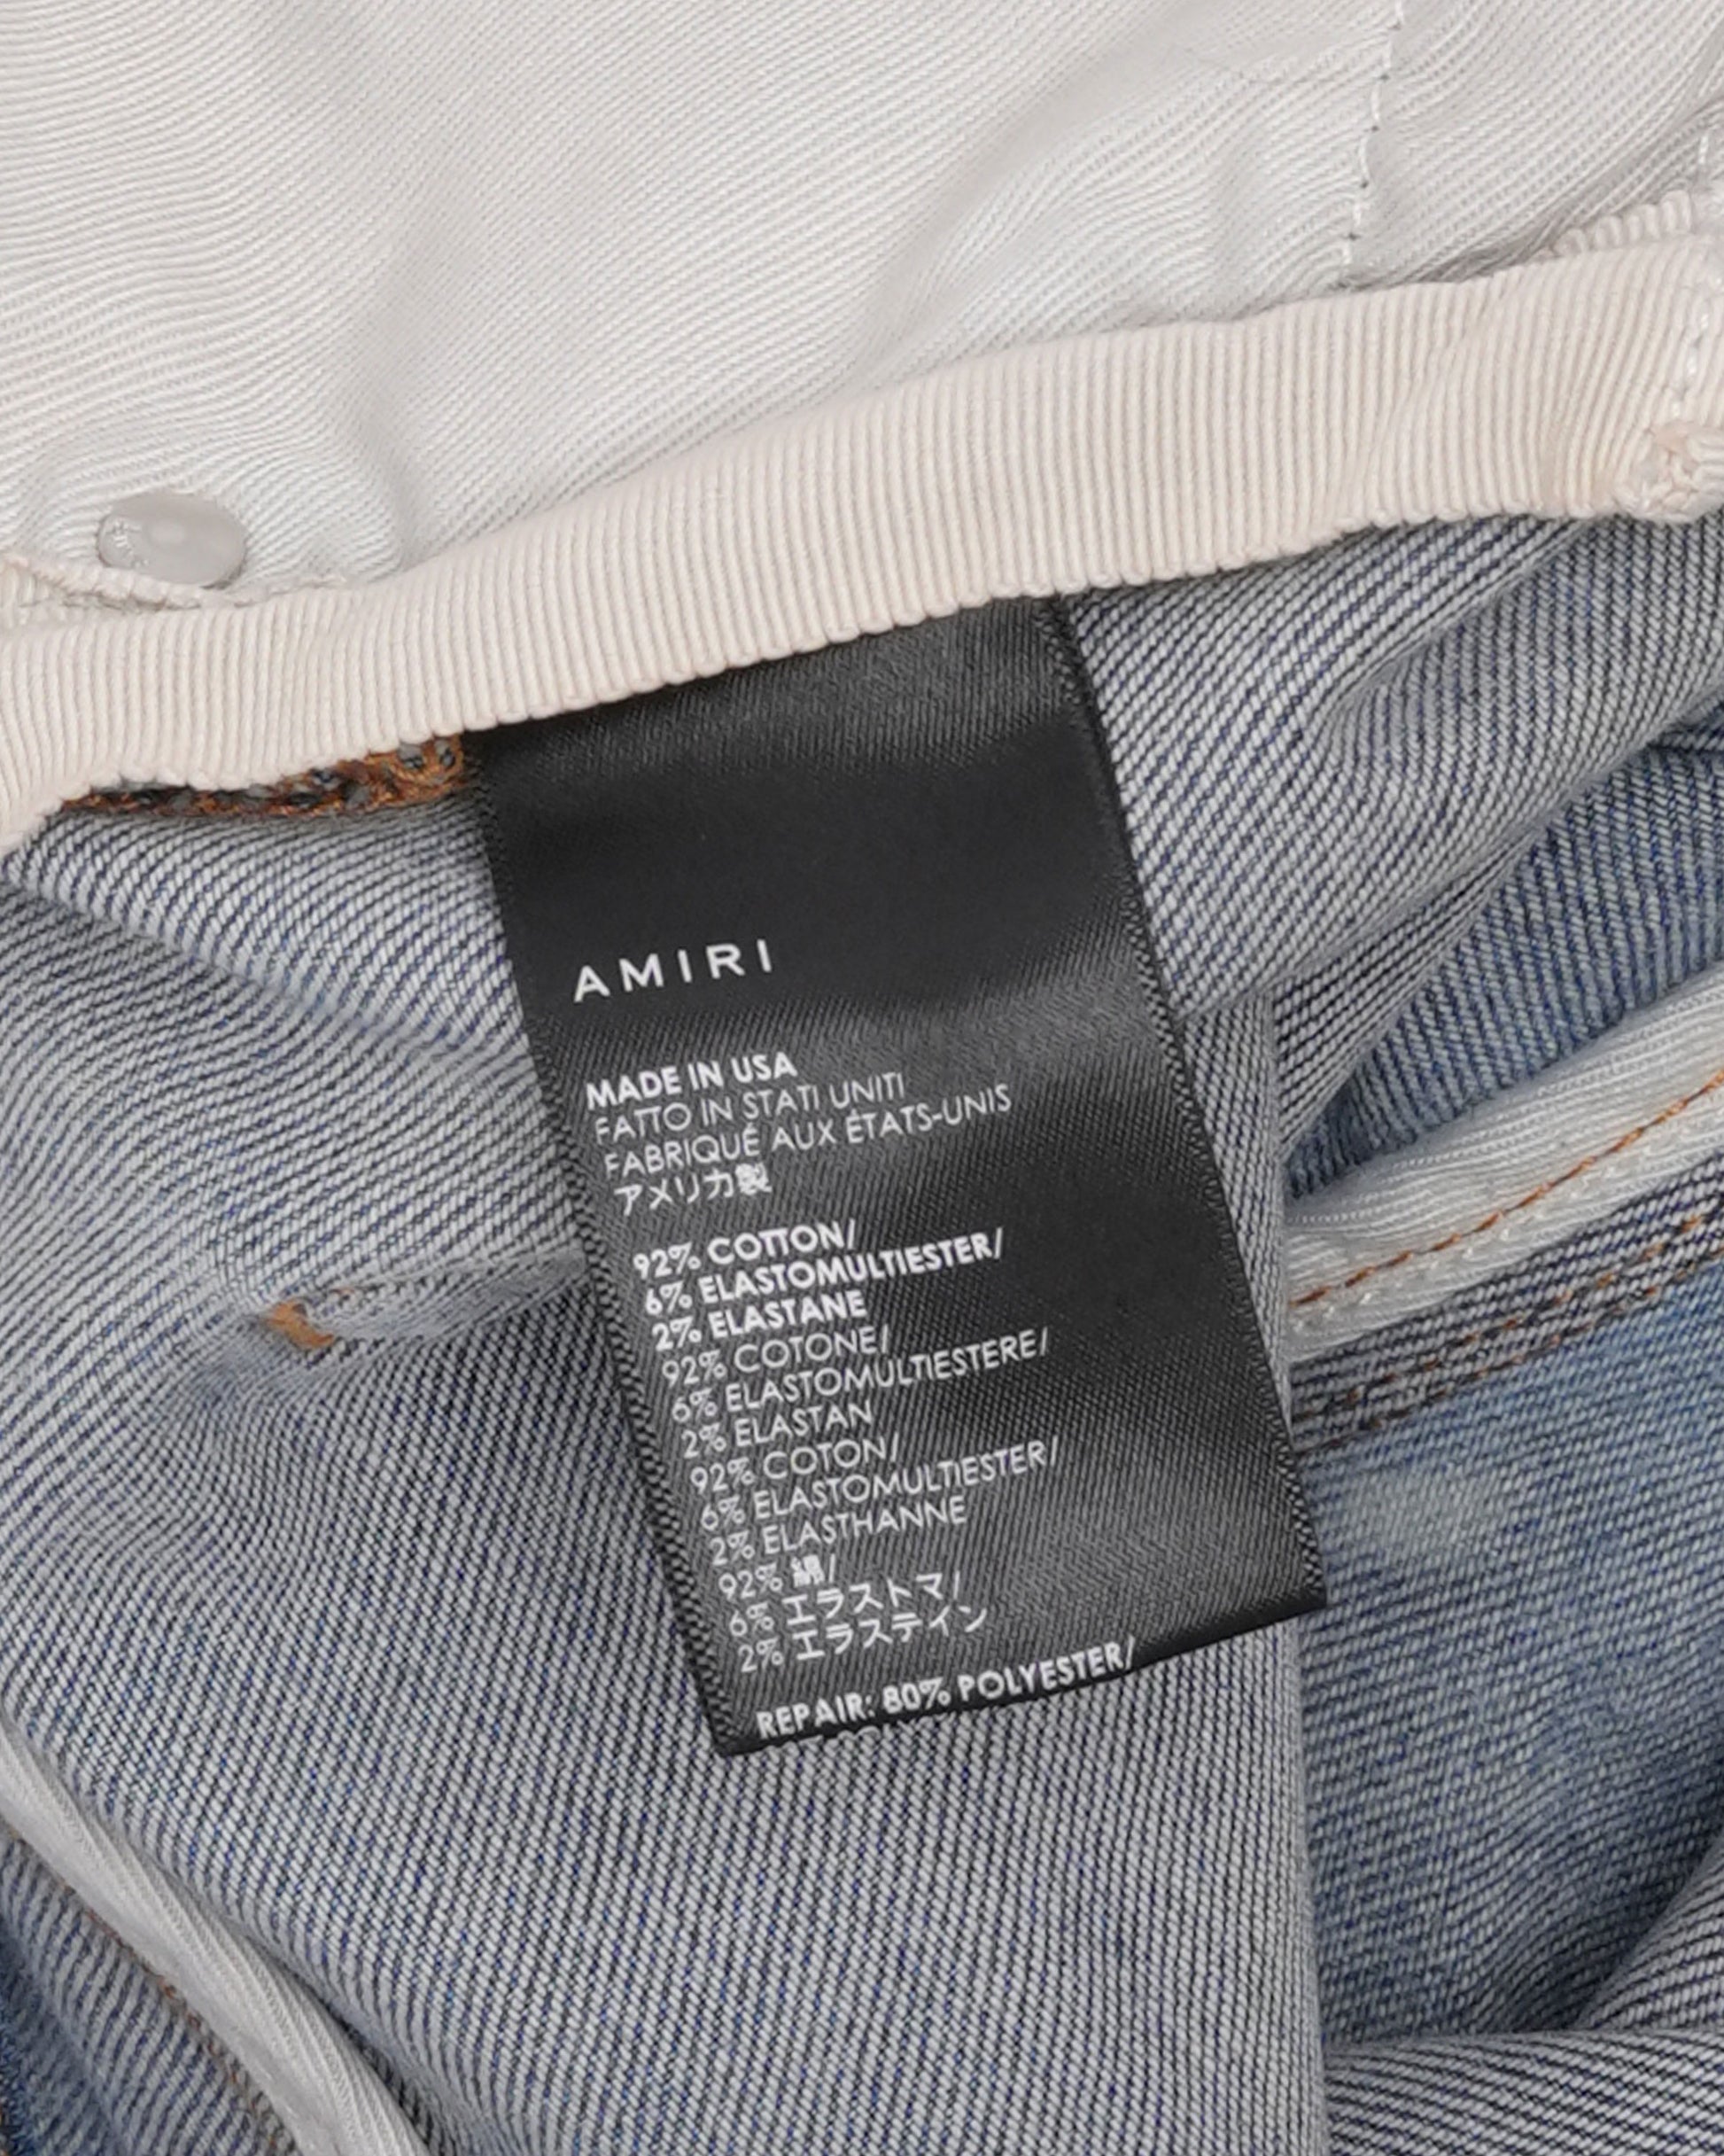 AMIRI
MADE IN USA
FATTO IN STATI UNITI
FABRIQUÉ AUX ÉTATS-UNIS
アメリカ製
92% COTTON/
6% ELASTOMULTIESTER/
2% ELASTANE
92% COTONE/
6% ELASTOMULTIESTERE/
2% ELASTAN
92% COTON/
6% ELASTOMULTIESTER/
2% ELASTHANNE
92% 綿/
6% エラストマ/
2% エラステイン
REPAIR: 80% POLYESTER/